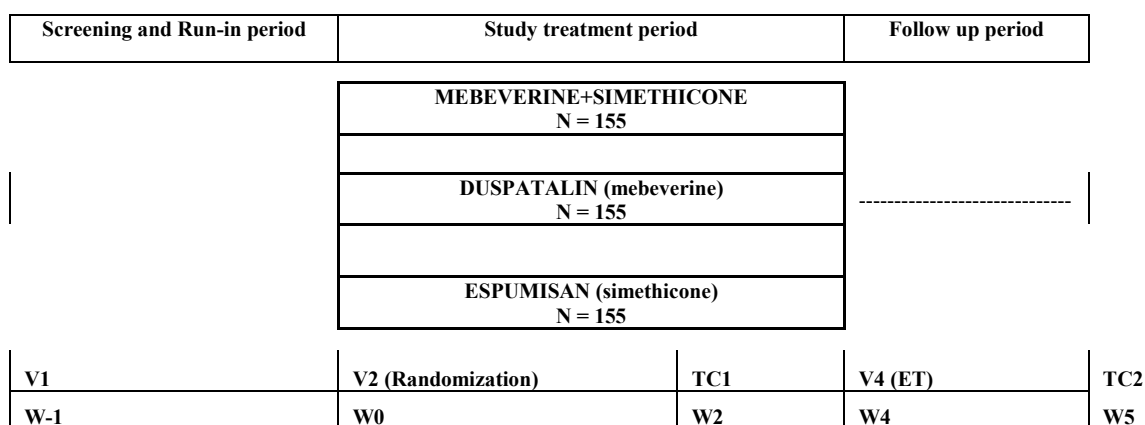 Screening and Run-in period Study treatment period Follow up period
MEBEVERINE+SIMETHICONE
N = 155
DUSPATALIN (mebeverine)
N = 155
-----------------------------
ESPUMISAN (simethicone)
N = 155
V1 V2 (Randomization) TC1 V4 (ET) TC2
W-1 W0 W2 W4 W5